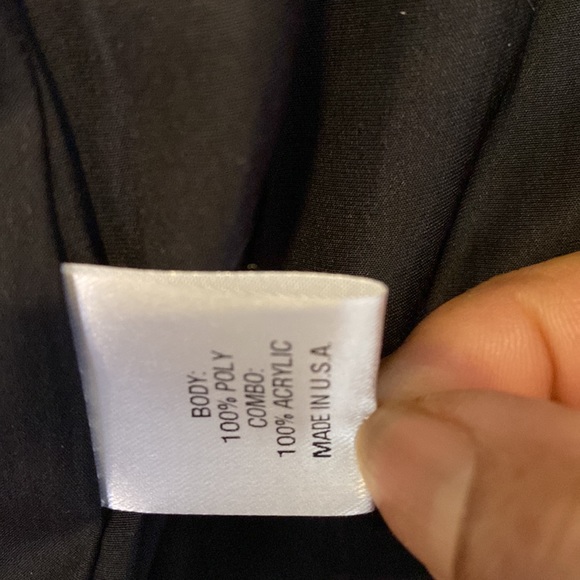 BODY:
100% POLY
COMBO:
100% ACRYLIC
MADE IN U.S.A.